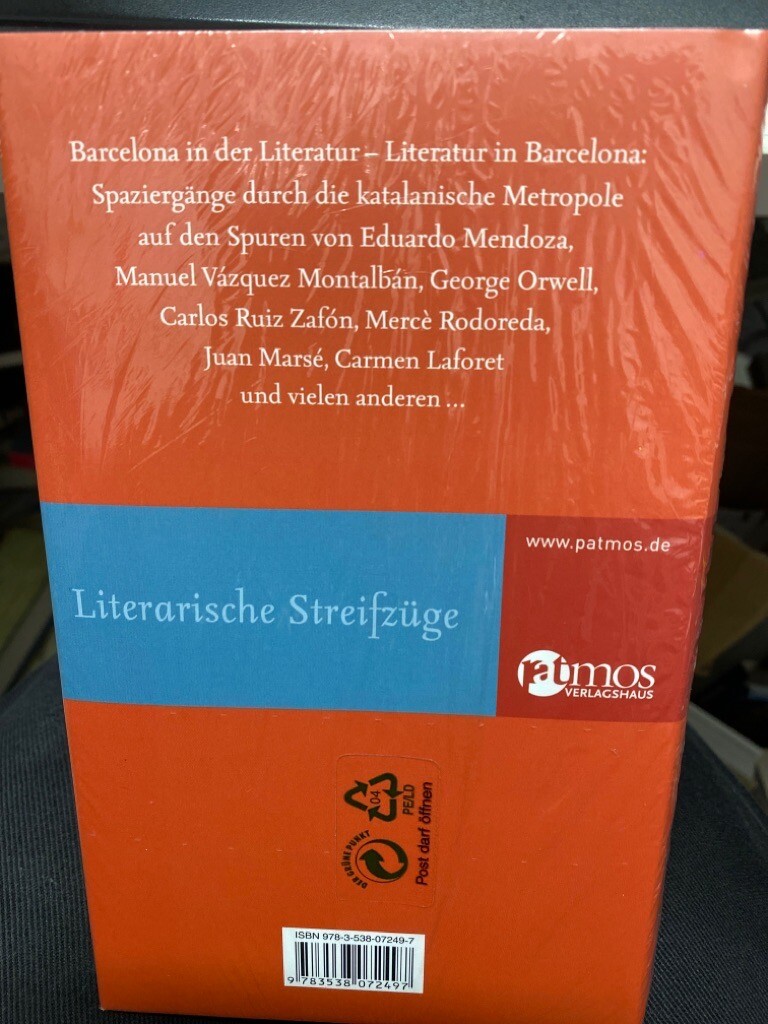 Barcelona in der Literatur – Literatur in Barcelona:
Spaziergänge durch die katalanische Metropole
auf den Spuren von Eduardo Mendoza,
Manuel Vázquez Montalbán, George Orwell,
Carlos Ruiz Zafón, Mercè Rodoreda,
Juan Marsé, Carmen Laforet
und vielen anderen ...
www.patmos.de
Literarische Streifzüge
patmos
VERLAGSHAUS
04
PE/LD
DER GRÜNE PUNKT
Post darf öffnen
ISBN 978-3-538-07249-7
9 783538 072497